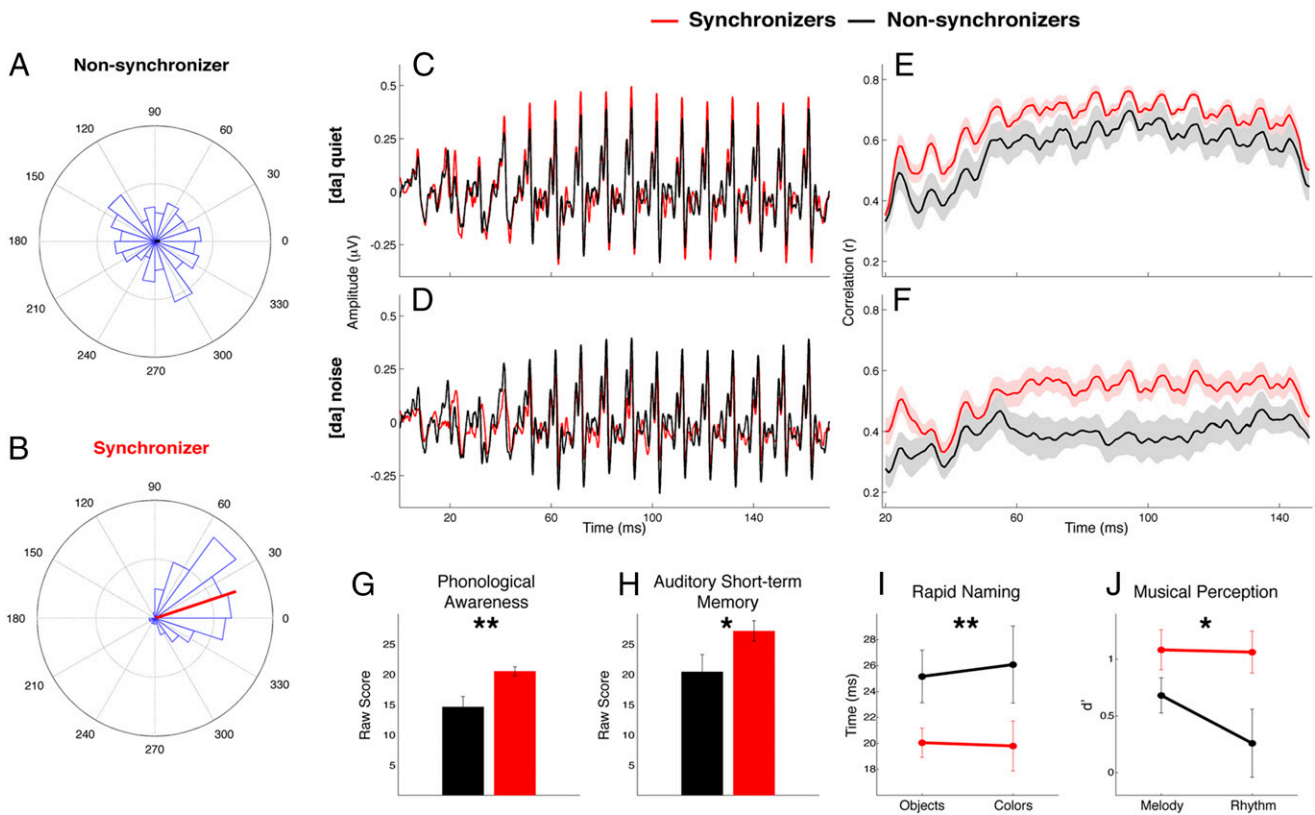 Synchronizers Non-synchronizers
A
Non-synchronizer
90
120 60
150 30
180 0
210 330
240 300
270
B
Synchronizer
90
120 60
150 30
180 0
210 330
240 300
270
[da] quiet
[da] noise
Amplitude (µV)
C
0.5
0.25
0
-0.25
D
0.5
0.25
0
-0.25
20 60 100 140
Time (ms)
Correlation (r)
E
0.8
0.6
0.4
0.2
F
0.8
0.6
0.4
0.2
20 60 100 140
Time (ms)
G
Phonological
Awareness
**
Raw Score
25
20
15
10
5
H
Auditory Short-term
Memory
*
Raw Score
25
20
15
10
5
I
Rapid Naming
**
Time (ms)
28
26
24
22
20
18
Objects Colors
J
Musical Perception
*
d'
1
0.5
0
Melody Rhythm